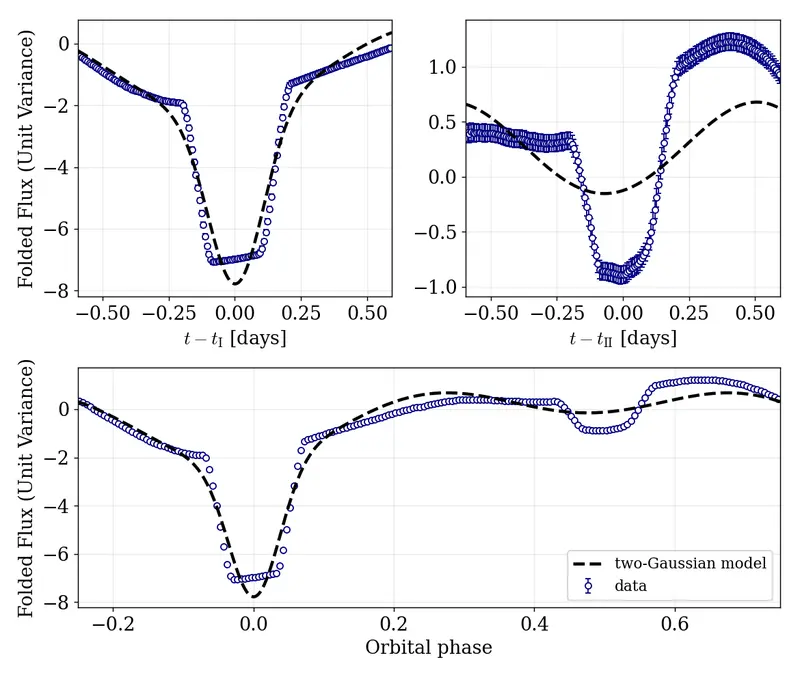 Folded Flux (Unit Variance)
0
−2
−4
−6
−8
−0.50 −0.25 0.00 0.25 0.50
t − tI [days]
1.0
0.5
0.0
−0.5
−1.0
−0.50 −0.25 0.00 0.25 0.50
t − tII [days]
Folded Flux (Unit Variance)
0
−2
−4
−6
−8
−0.2 0.0 0.2 0.4 0.6
Orbital phase
two-Gaussian model
data